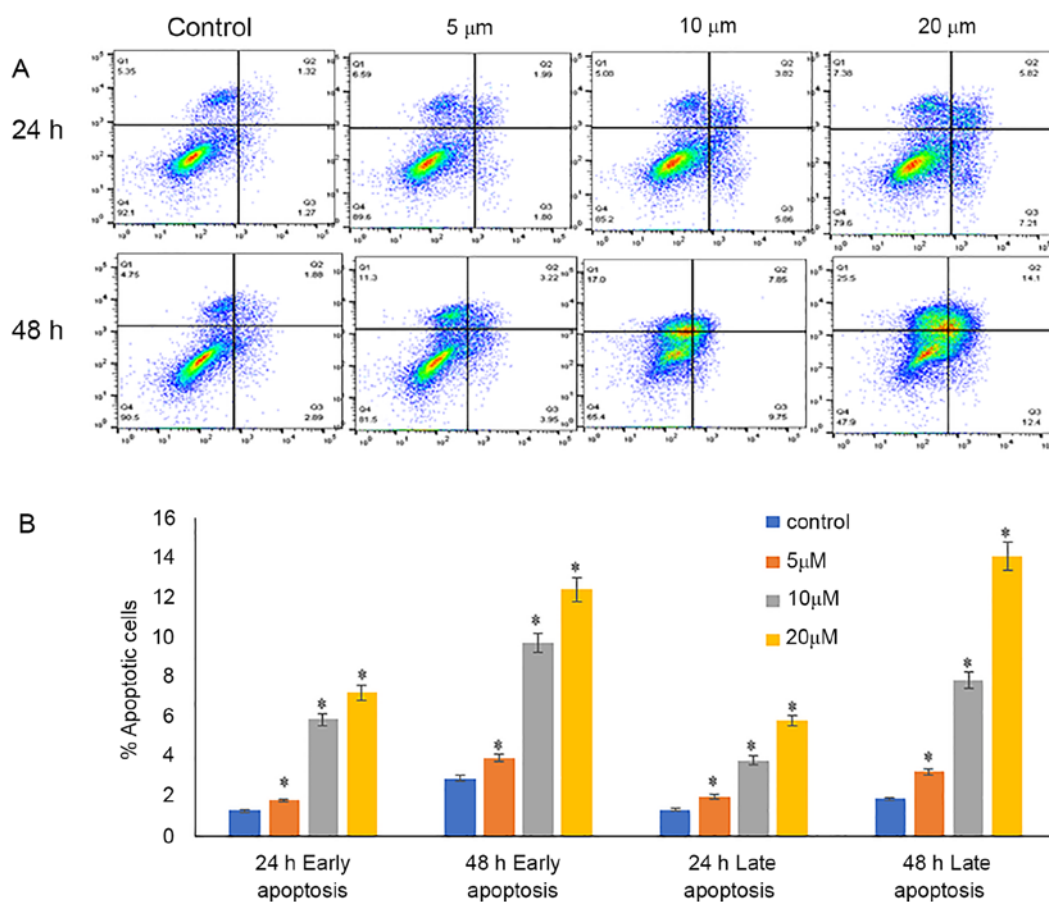 Control 5 μm 10 μm 20 μm
A
24 h
Q1 5.35 Q2 1.32 Q4 92.1 Q3 1.27
Q1 6.59 Q2 1.99 Q4 89.6 Q3 1.80
Q1 5.08 Q2 3.82 Q4 85.2 Q3 5.86
Q1 7.38 Q2 5.82 Q4 79.6 Q3 7.21
48 h
Q1 4.75 Q2 1.88 Q4 90.5 Q3 2.89
Q1 11.3 Q2 3.22 Q4 81.5 Q3 3.95
Q1 17.0 Q2 7.85 Q4 65.4 Q3 9.75
Q1 25.5 Q2 14.1 Q4 47.9 Q3 12.4
B
% Apoptotic cells
16
14
12
10
8
6
4
2
0
control
5μM
10μM
20μM
* * * * * * * * * * * *
24 h Early 48 h Early 24 h Late 48 h Late
apoptosis apoptosis apoptosis apoptosis